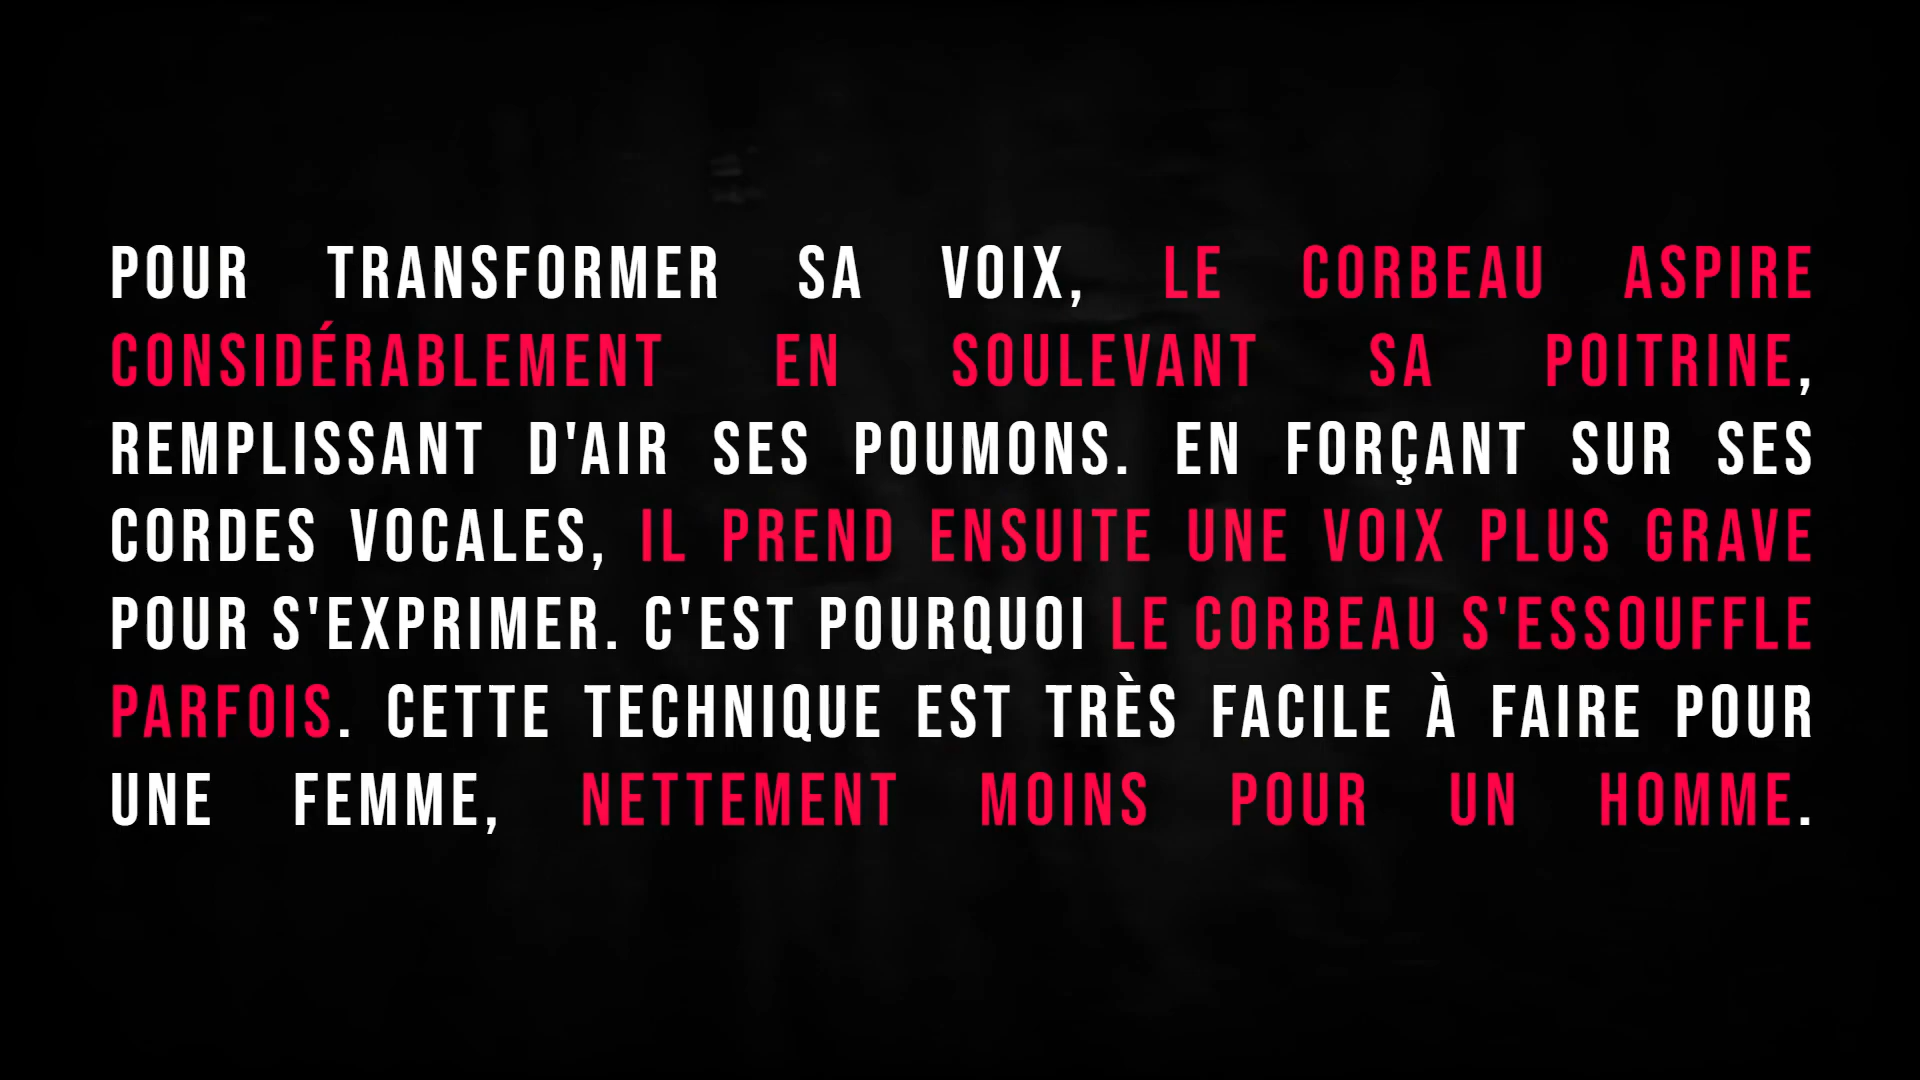 POUR TRANSFORMER SA VOIX, LE CORBEAU ASPIRE
CONSIDÉRABLEMENT EN SOULEVANT SA POITRINE,
REMPLISSANT D'AIR SES POUMONS. EN FORÇANT SUR SES
CORDES VOCALES, IL PREND ENSUITE UNE VOIX PLUS GRAVE
POUR S'EXPRIMER. C'EST POURQUOI LE CORBEAU S'ESSOUFFLE
PARFOIS. CETTE TECHNIQUE EST TRÈS FACILE À FAIRE POUR
UNE FEMME, NETTEMENT MOINS POUR UN HOMME.